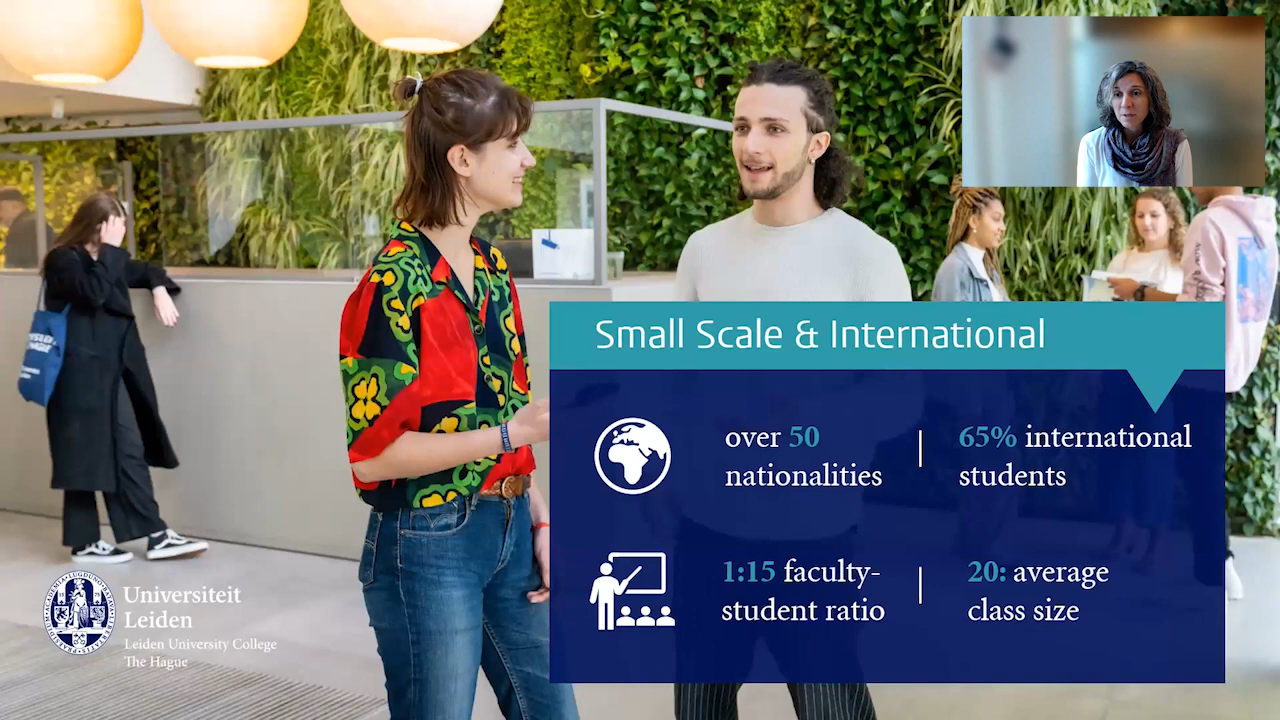 Small Scale & International
over 50
nationalities
65% international
students
1:15 faculty-
student ratio
20: average
class size
Universiteit
Leiden
Leiden University College
The Hague